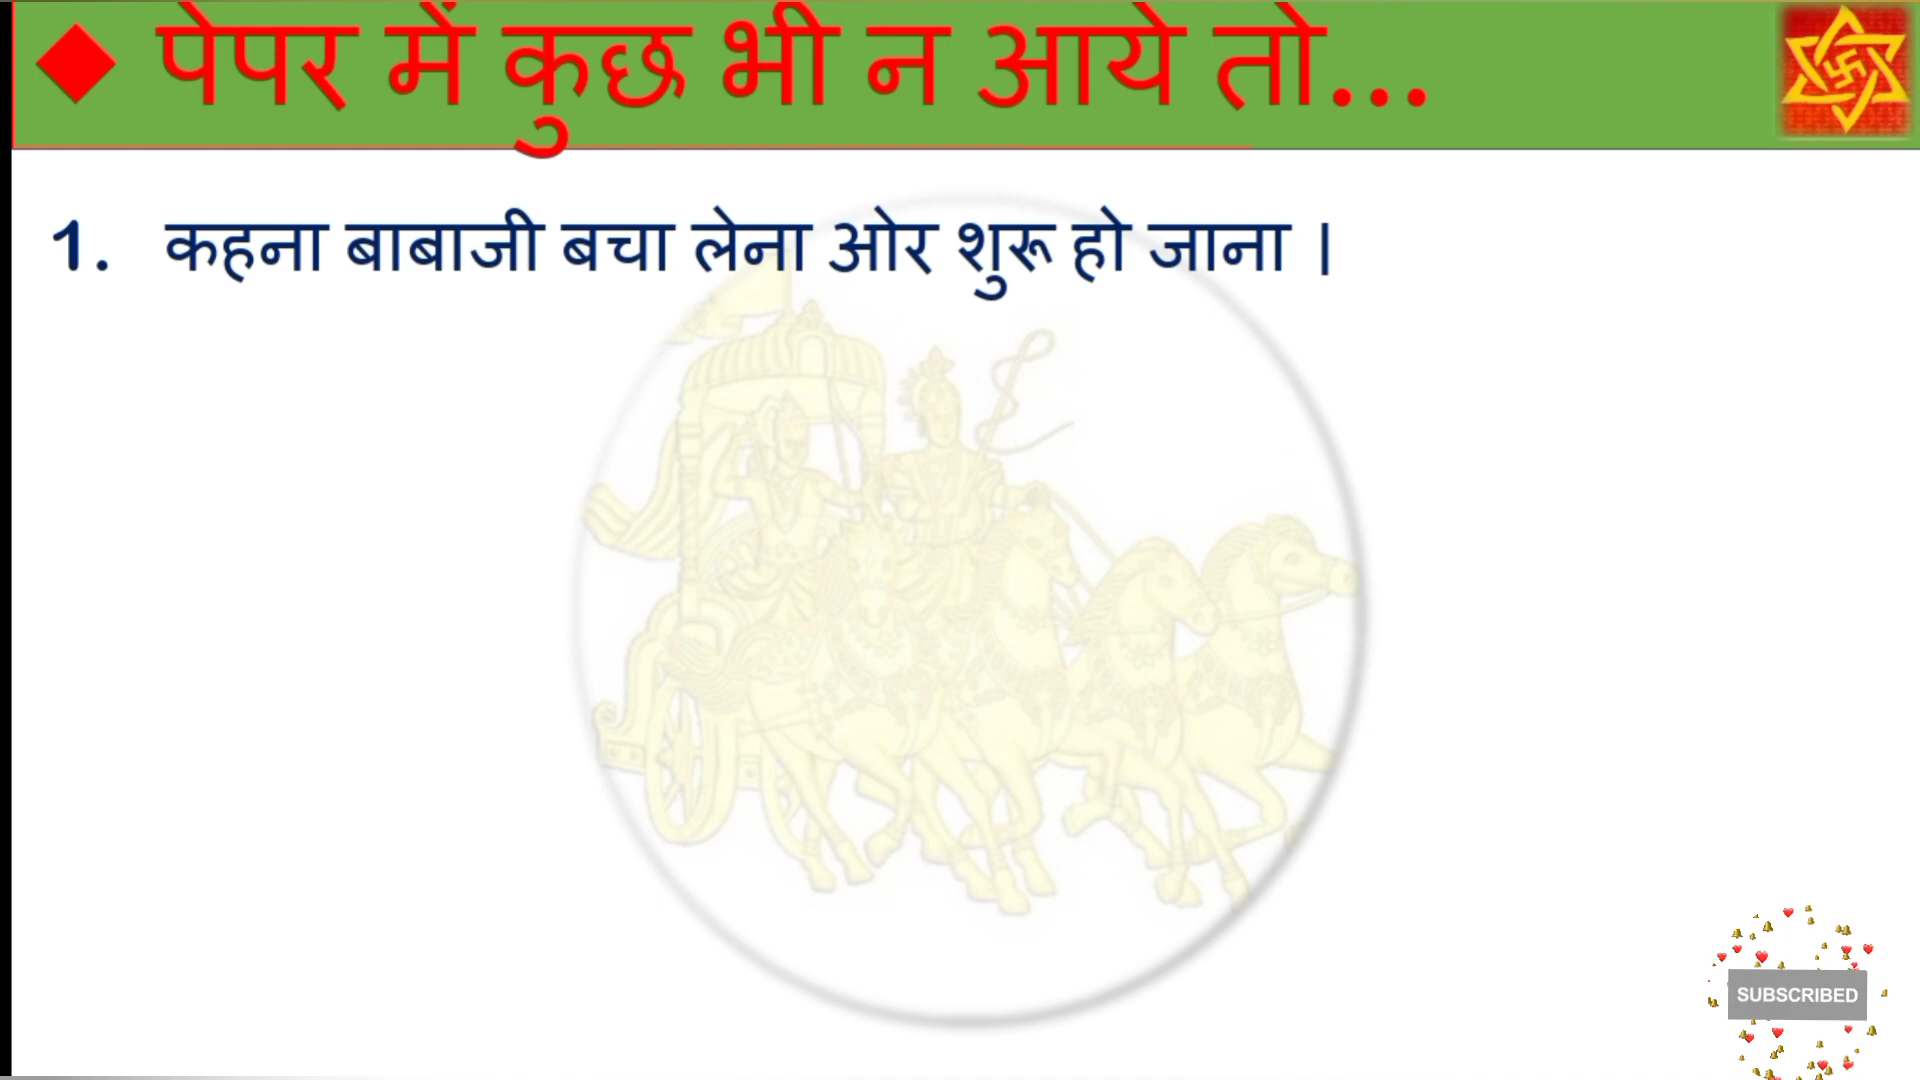 ◆ पेपर में कुछ भी न आये तो...
1. कहना बाबाजी बचा लेना ओर शुरू हो जाना ।
SUBSCRIBED